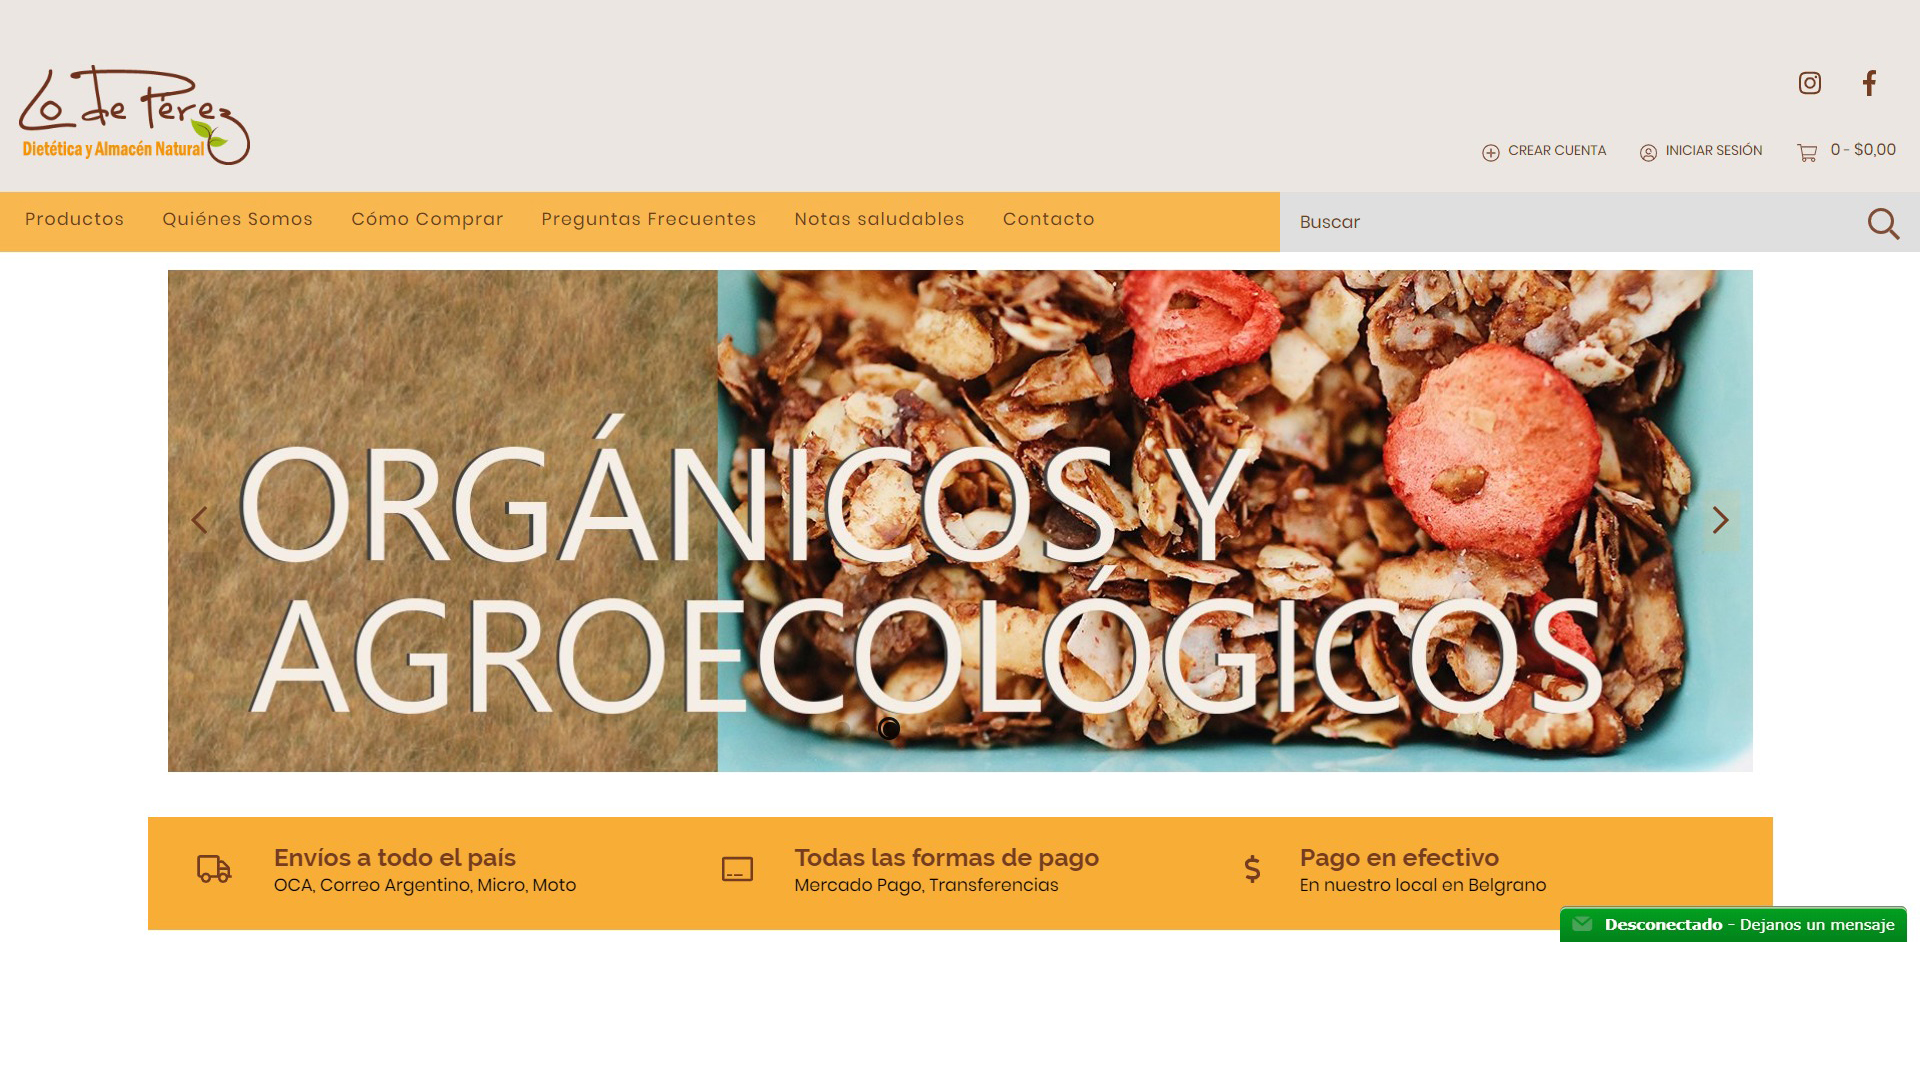 Lo de Pérez
Dietética y Almacén Natural
CREAR CUENTA
INICIAR SESIÓN
0 - $0,00
Productos
Quiénes Somos
Cómo Comprar
Preguntas Frecuentes
Notas saludables
Contacto
Buscar
ORGÁNICOS Y
AGROECOLÓGICOS
Envíos a todo el país
OCA, Correo Argentino, Micro, Moto
Todas las formas de pago
Mercado Pago, Transferencias
Pago en efectivo
En nuestro local en Belgrano
Desconectado - Dejanos un mensaje